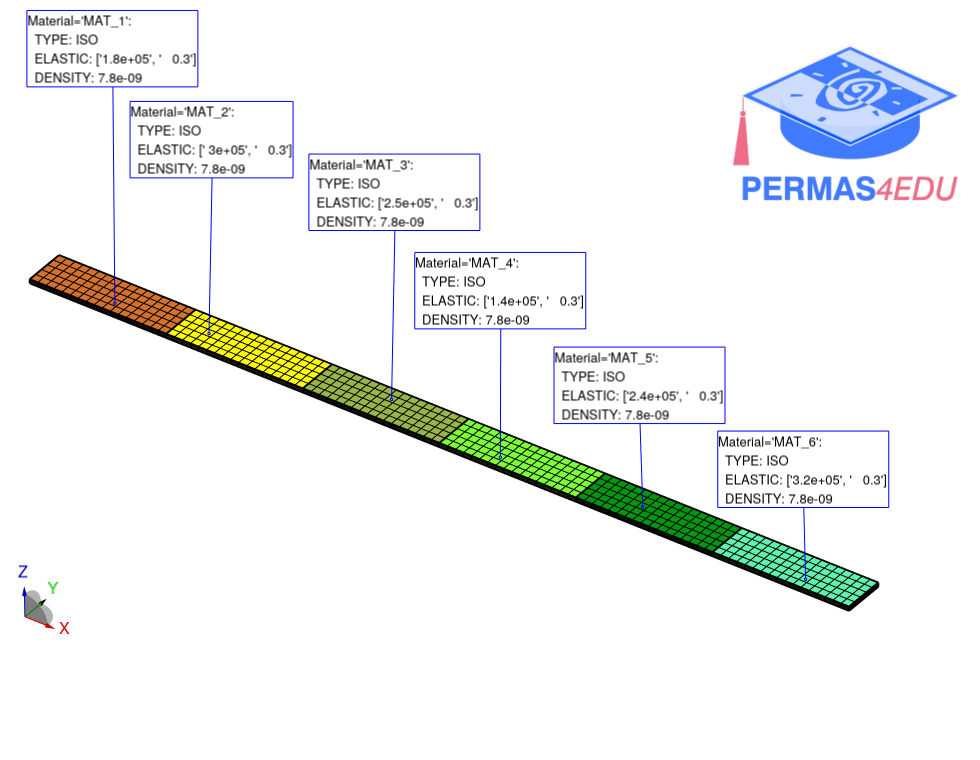 Material='MAT_1':
TYPE: ISO
ELASTIC: ['1.8e+05', '   0.3']
DENSITY: 7.8e-09
Material='MAT_2':
TYPE: ISO
ELASTIC: [' 3e+05', '   0.3']
DENSITY: 7.8e-09
Material='MAT_3':
TYPE: ISO
ELASTIC: ['2.5e+05', '   0.3']
DENSITY: 7.8e-09
PERMAS4EDU
Material='MAT_4':
TYPE: ISO
ELASTIC: ['1.4e+05', '   0.3']
DENSITY: 7.8e-09
Material='MAT_5':
TYPE: ISO
ELASTIC: ['2.4e+05', '   0.3']
DENSITY: 7.8e-09
Material='MAT_6':
TYPE: ISO
ELASTIC: ['3.2e+05', '   0.3']
DENSITY: 7.8e-09
Z
Y
X